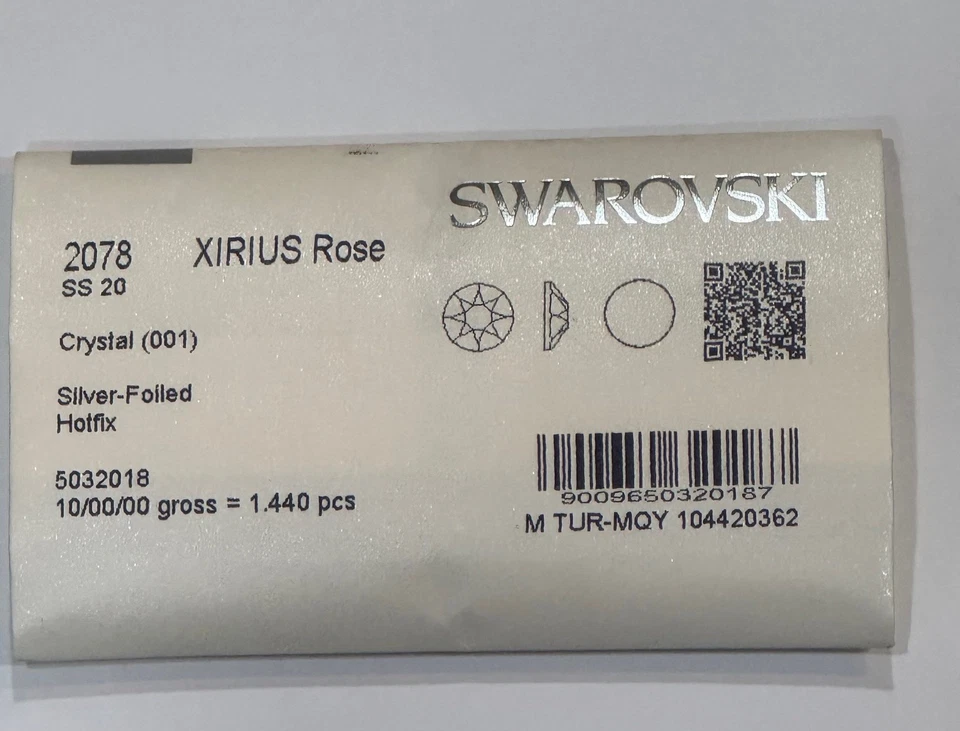 SWAROVSKI
2078 XIRIUS Rose
SS 20
Crystal (001)
Silver-Foiled
Hotfix
5032018
10/00/00 gross = 1.440 pcs
9009650320187
M TUR-MQY 104420362